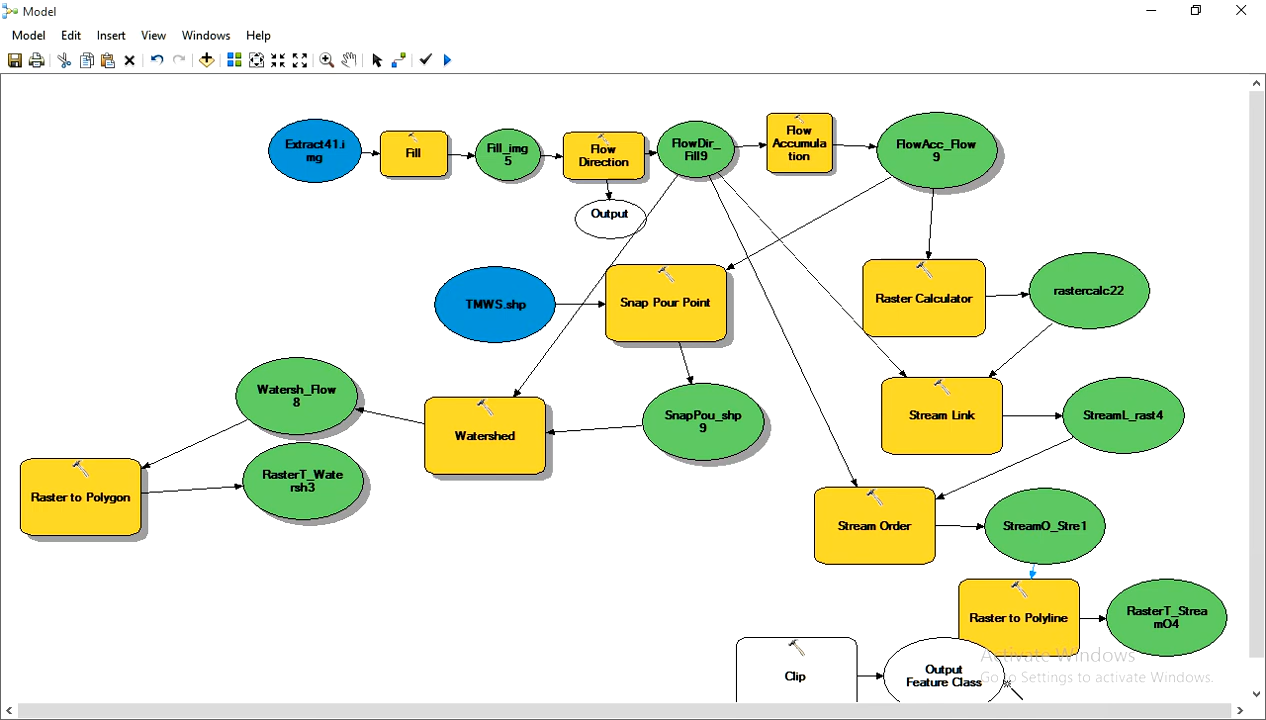 Model
Model Edit Insert View Windows Help
Extract41.i
mg
Fill
Fill_img
5
Flow
Direction
FlowDir_
Fill9
Flow
Accumula
tion
FlowAcc_Flow
9
Output
TMWS.shp
Snap Pour Point
Raster Calculator
rastercalc22
Watersh_Flow
8
Watershed
SnapPou_shp
9
Stream Link
StreamL_rast4
Raster to Polygon
RasterT_Wate
rsh3
Stream Order
StreamO_Stre1
Raster to Polyline
RasterT_Strea
mO4
Clip
Output
Feature Class
Activate Windows
Go to Settings to activate Windows.